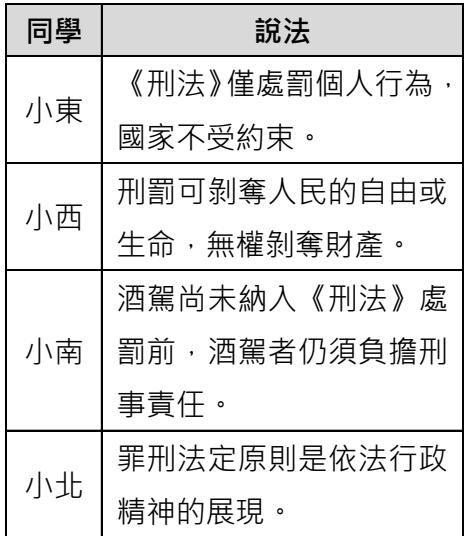 同學 說法
小東 《刑法》僅處罰個人行為，
國家不受約束。
小西 刑罰可剝奪人民的自由或
生命，無權剝奪財產。
小南 酒駕尚未納入《刑法》處
罰前，酒駕者仍須負擔刑
事責任。
小北 罪刑法定原則是依法行政
精神的展現。